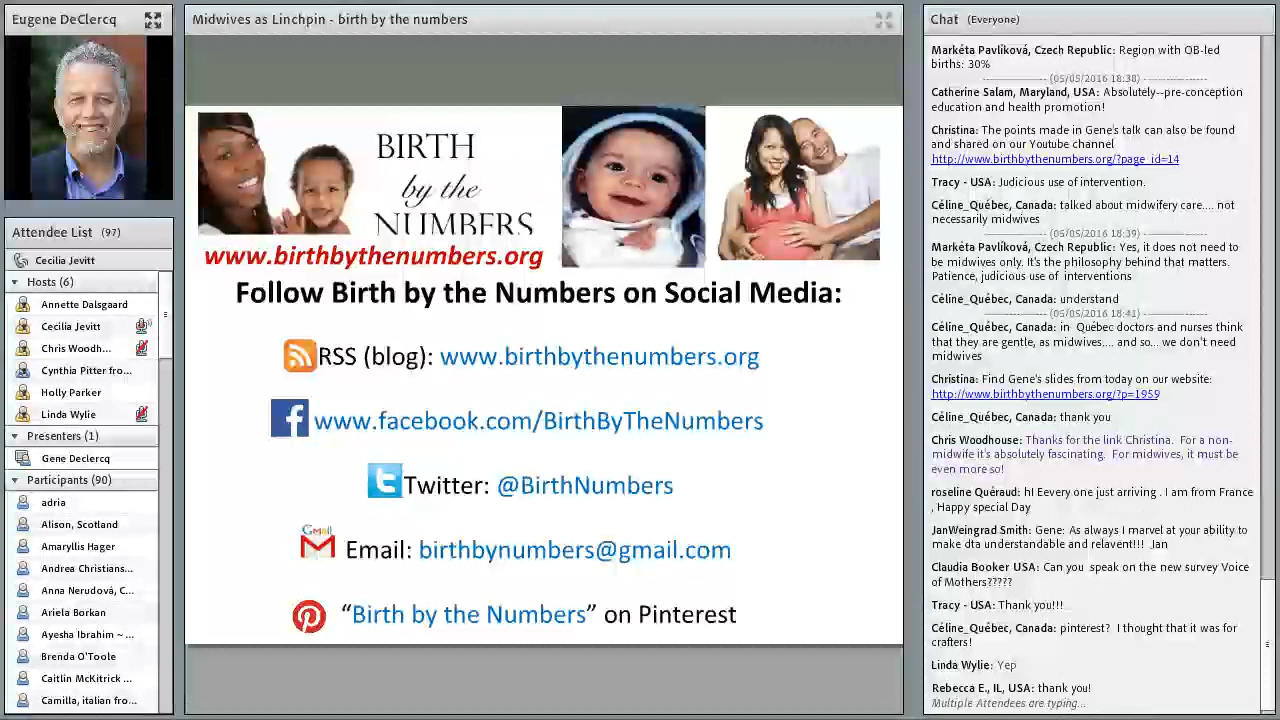 Eugene DeClercq
Attendee List (97)
Cecilia Jevitt
Hosts (6)
Annette Dalsgaard
Cecilia Jevitt
Chris Woodh...
Cynthia Pitter fro...
Holly Parker
Linda Wylie
Presenters (1)
Gene Declercq
Participants (90)
adria
Alison, Scotland
Amaryllis Hager
Andrea Christians...
Anna Nerudová, C...
Ariela Borkan
Ayesha Ibrahim ~ ...
Brenda O'Toole
Caitlin McKitrick ...
Camilla, italian fro...
Midwives as Linchpin - birth by the numbers
BIRTH
by the
NUMBERS
www.birthbythenumbers.org
Follow Birth by the Numbers on Social Media:
RSS (blog): www.birthbythenumbers.org
www.facebook.com/BirthByTheNumbers
Twitter: @BirthNumbers
Gmail
Email: birthbynumbers@gmail.com
“Birth by the Numbers” on Pinterest
Chat (Everyone)
Markéta Pavlíková, Czech Republic: Region with OB-led
births: 30%
------------------ (05/05/2016 18:38) ------------------
Catherine Salam, Maryland, USA: Absolutely--pre-conception
education and health promotion!
Christina: The points made in Gene's talk can also be found
and shared on our Youtube channel
http://www.birthbythenumbers.org/?page_id=14
Tracy - USA: Judicious use of intervention.
Céline_Québec, Canada: talked about midwifery care.... not
necessarily midwives
------------------ (05/05/2016 18:39) ------------------
Markéta Pavlíková, Czech Republic: Yes, it does not need to
be midwives only. It's the philosophy behind that matters.
Patience, judicious use of interventions
Céline_Québec, Canada: understand
------------------ (05/05/2016 18:41) ------------------
Céline_Québec, Canada: in Québec doctors and nurses think
that they are gentle, as midwives.... and so... we don't need
midwives
Christina: Find Gene's slides from today on our website:
http://www.birthbythenumbers.org/?p=1959
Céline_Québec, Canada: thank you
Chris Woodhouse: Thanks for the link Christina. For a non-
midwife it's absolutely fascinating. For midwives, it must be
even more so!
roseline Quéraud: hI Eevery one just arriving . I am from France
, Happy special Day
JanWeingrad Smith: Gene: As always I marvel at your ability to
make dta understandable and relavent!!! Jan
Claudia Booker USA: Can you speak on the new survey Voice
of Mothers?????
Tracy - USA: Thank you!!!
Céline_Québec, Canada: pinterest? I thought that it was for
crafters!
Linda Wylie: Yep
Rebecca E., IL, USA: thank you!
Multiple Attendees are typing...